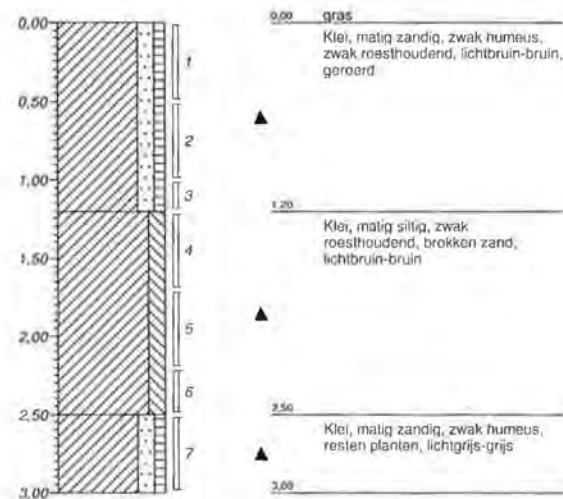 0,00
0,50
1,00
1,50
2,00
2,50
3,00
1
2
3
4
5
6
7
0,00 gras
Klei, matig zandig, zwak humeus,
zwak roesthoudend, lichtbruin-bruin,
geroerd
1,20
Klei, matig siltig, zwak
roesthoudend, brokken zand,
lichtbruin-bruin
2,50
Klei, matig zandig, zwak humeus,
resten planten, lichtgrijs-grijs
3,00